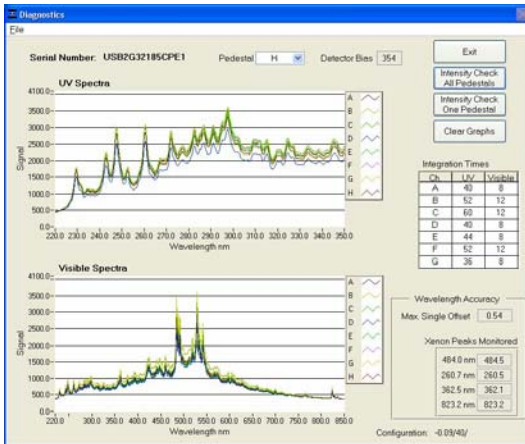 Diagnostics
File
Serial Number: USB2G32185CPE1 Pedestal H Detector Bias 354
Exit
Intensity Check All Pedestals
Intensity Check One Pedestal
Clear Graphs
UV Spectra
4100.0
3500.0
3000.0
2500.0
2000.0
1500.0
1000.0
500.0
0.0
Signal
220.0 230.0 240.0 250.0 260.0 270.0 280.0 290.0 300.0 310.0 320.0 330.0 340.0 350.0
Wavelength nm
A
B
C
D
E
F
G
H
Integration Times
Ch. UV Visible
A 40 8
B 52 12
C 60 12
D 40 8
E 44 8
F 52 12
G 36 8
Visible Spectra
4100.0
3500.0
3000.0
2500.0
2000.0
1500.0
1000.0
500.0
0.0
Signal
220.0 300.0 350.0 400.0 450.0 500.0 550.0 600.0 650.0 700.0 750.0 800.0 850.0
Wavelength nm
A
B
C
D
E
F
G
H
Wavelength Accuracy
Max. Single Offset 0.54
Xenon Peaks Monitored
484.0 nm 484.5
260.7 nm 260.5
362.5 nm 362.1
823.2 nm 823.2
Configuration: -0.09/40/